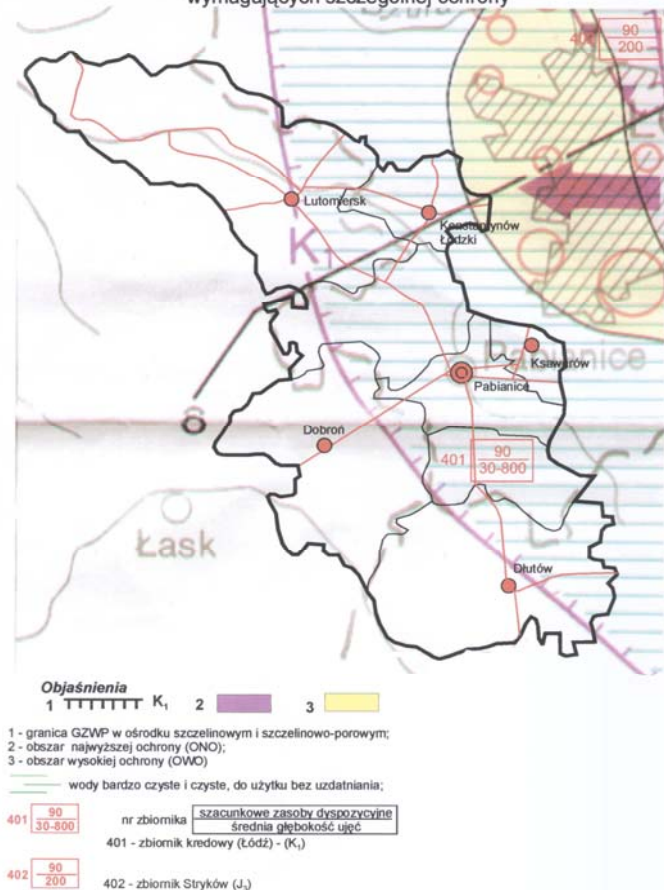 wymagających szczególnej ochrony
90
200
Lutomiersk
Konstantynów
Łódzki
K₁
Pabianice
Ksawerów
Pabianice
Dobroń
401
90
30-800
Łask
Dłutów
Objaśnienia
1 K₁ 2 3
1 - granica GZWP w ośrodku szczelinowym i szczelinowo-porowym;
2 - obszar najwyższej ochrony (ONO);
3 - obszar wysokiej ochrony (OWO)
wody bardzo czyste i czyste, do użytku bez uzdatniania;
401 90 nr zbiornika szacunkowe zasoby dyspozycyjne
30-800 średnia głębokość ujęć
401 - zbiornik kredowy (Łódź) - (K₁)
402 90
200 402 - zbiornik Stryków (J₃)